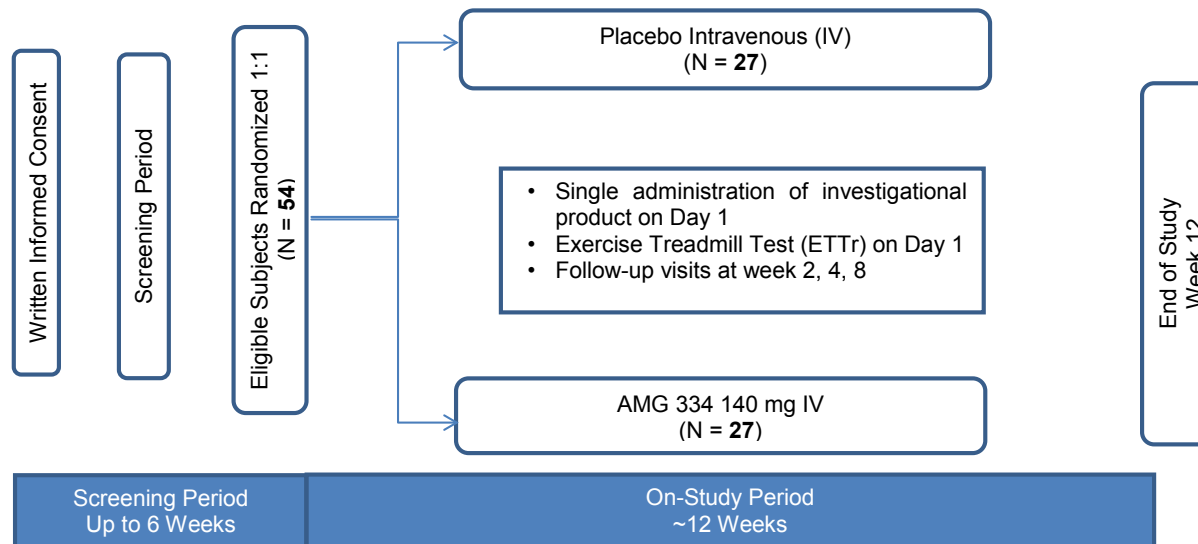 Written Informed Consent
Screening Period
Eligible Subjects Randomized 1:1
(N = 54)
Placebo Intravenous (IV)
(N = 27)
• Single administration of investigational
product on Day 1
• Exercise Treadmill Test (ETTr) on Day 1
• Follow-up visits at week 2, 4, 8
AMG 334 140 mg IV
(N = 27)
End of Study
Week 12
Screening Period
Up to 6 Weeks
On-Study Period
~12 Weeks